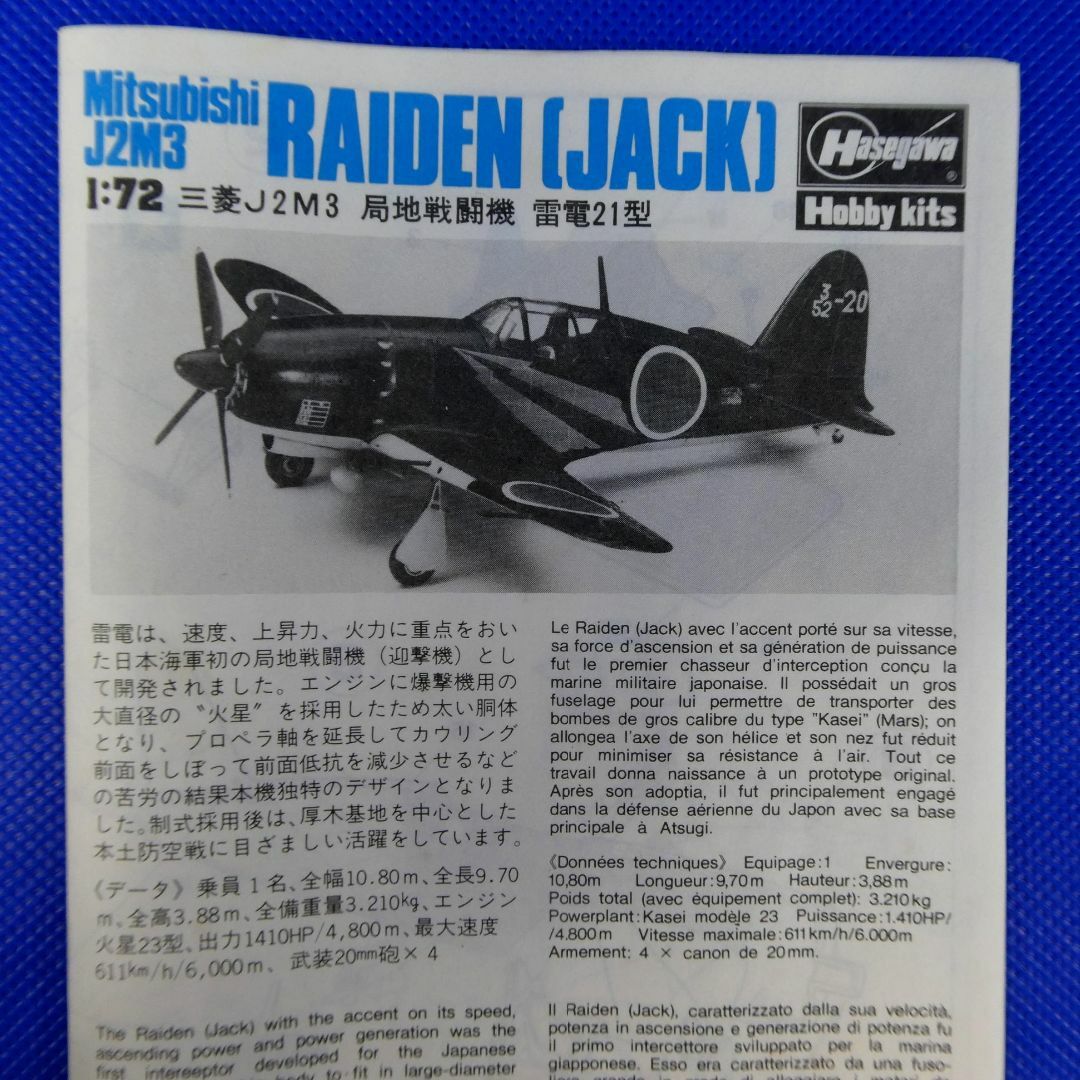 Mitsubishi
J2M3
RAIDEN (JACK)
Hasegawa®
Hobby kits
1:72 三菱J2M3 局地戦闘機 雷電21型
3
52-20
雷電は、速度、上昇力、火力に重点をおい
た日本海軍初の局地戦闘機（迎撃機）とし
て開発されました。エンジンに爆撃機用の
大直径の〝火星〟を採用したため太い胴体
となり、プロペラ軸を延長してカウリング
前面をしぼって前面低抗を減少させるなど
の苦労の結果本機独特のデザインとなりま
した。制式採用後は、厚木基地を中心とした
本土防空戦に目ざましい活躍をしています。
《データ》乗員1名、全幅10.80m、全長9.70
m、全高3.88m、全備重量3.210kg、エンジン
火星23型、出力1410HP/4,800m、最大速度
611km/h/6,000m、 武装20mm砲×4
Le Raiden (Jack) avec l'accent porté sur sa vitesse,
sa force d'ascension et sa génération de puissance
fut le premier chasseur d'interception conçu la
marine militaire japonaise. Il possédait un gros
fuselage pour lui permettre de transporter des
bombes de gros calibre du type "Kasei" (Mars); on
allongea l'axe de son hélice et son nez fut réduit
pour minimiser sa résistance à l'air. Tout ce
travail donna naissance à un prototype original.
Après son adoptia, il fut principalement engagé
dans la défense aérienne du Japon avec sa base
principale à Atsugi.
《Données techniques》 Equipage:1 Envergure:
10,80m Longueur:9,70m Hauteur:3,88m
Poids total (avec équipement complet): 3.210kg
Powerplant:Kasei modèle 23 Puissance:1.410HP/
/4.800m Vitesse maximale:611km/h/6.000m
Armement: 4 × canon de 20mm.
The Raiden (Jack) with the accent on its speed,
ascending power and power generation was the
first intereeptor developed for the Japanese
body to fit in large-diameter
Il Raiden (Jack), caratterizzato dalla sua velocità,
potenza in ascensione e generazione di potenza fu
il primo intercettore sviluppato per la marina
giapponese. Esso era caratterizzato da una fuso-